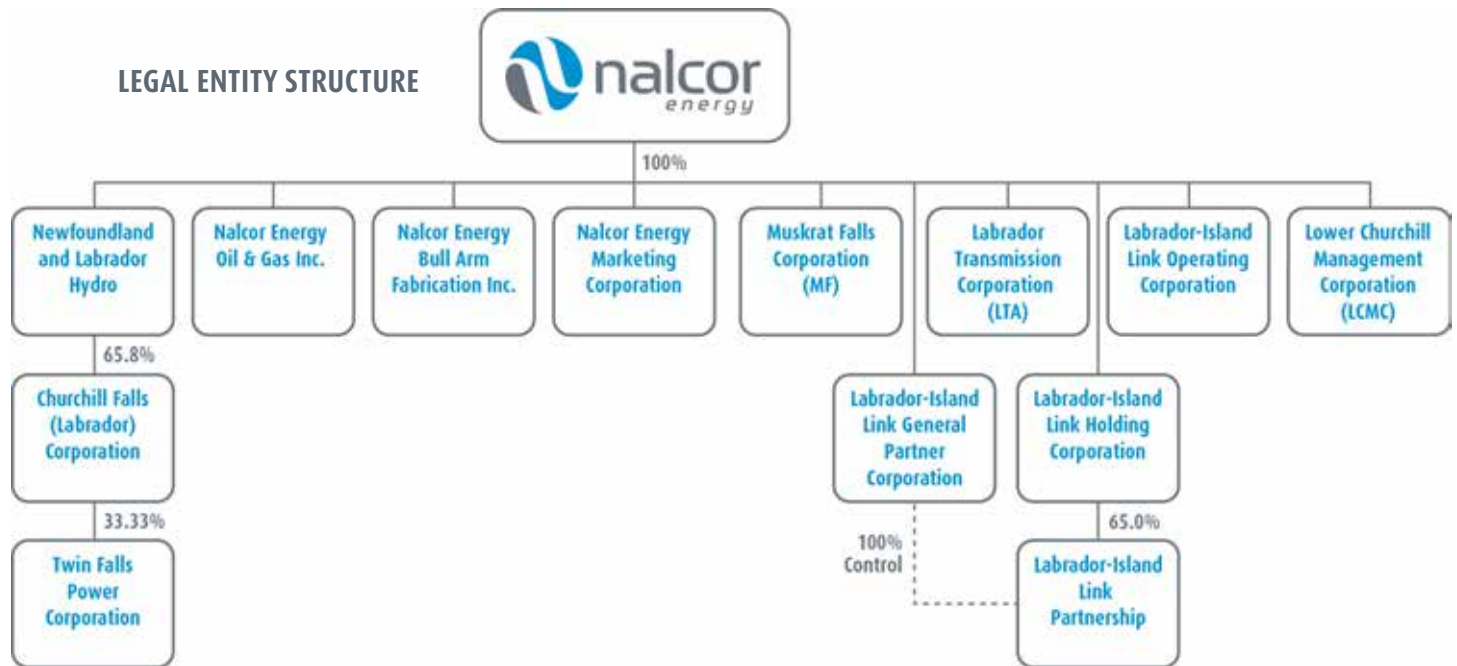 LEGAL ENTITY STRUCTURE
nalcor
energy
100%
Newfoundland
and Labrador
Hydro
Nalcor Energy
Oil & Gas Inc.
Nalcor Energy
Bull Arm
Fabrication Inc.
Nalcor Energy
Marketing
Corporation
Muskrat Falls
Corporation
(MF)
Labrador
Transmission
Corporation
(LTA)
Labrador-Island
Link Operating
Corporation
Lower Churchill
Management
Corporation
(LCMC)
65.8%
Churchill Falls
(Labrador)
Corporation
Labrador-Island
Link General
Partner
Corporation
Labrador-Island
Link Holding
Corporation
33.33%
100%
Control
65.0%
Twin Falls
Power
Corporation
Labrador-Island
Link
Partnership